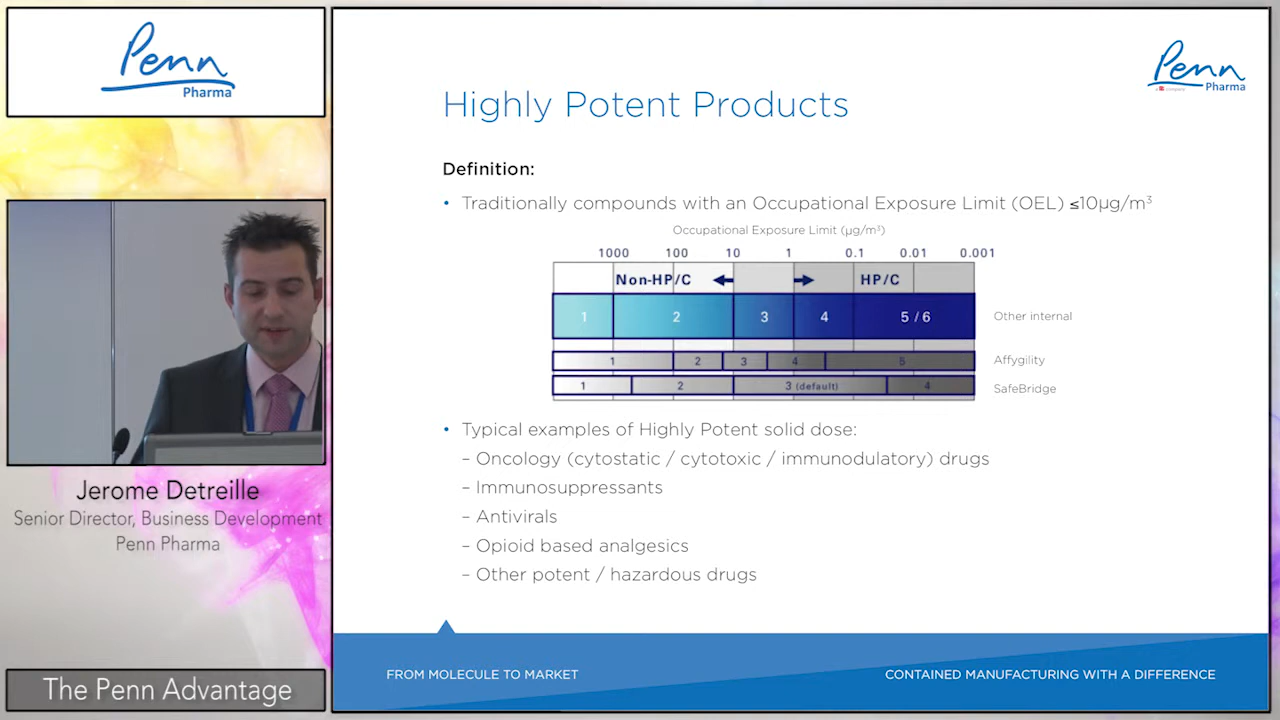 Penn
Pharma
Jerome Detreille
Senior Director, Business Development
Penn Pharma
The Penn Advantage
Penn
Pharma
Highly Potent Products
Definition:
• Traditionally compounds with an Occupational Exposure Limit (OEL) ≤10µg/m³
Occupational Exposure Limit (µg/m³)
1000 100 10 1 0.1 0.01 0.001
Non-HP/C HP/C
1 2 3 4 5 / 6 Other internal
1 2 3 4 5 Affygility
1 2 3 (default) 4 SafeBridge
• Typical examples of Highly Potent solid dose:
– Oncology (cytostatic / cytotoxic / immunodulatory) drugs
– Immunosuppressants
– Antivirals
– Opioid based analgesics
– Other potent / hazardous drugs
FROM MOLECULE TO MARKET
CONTAINED MANUFACTURING WITH A DIFFERENCE